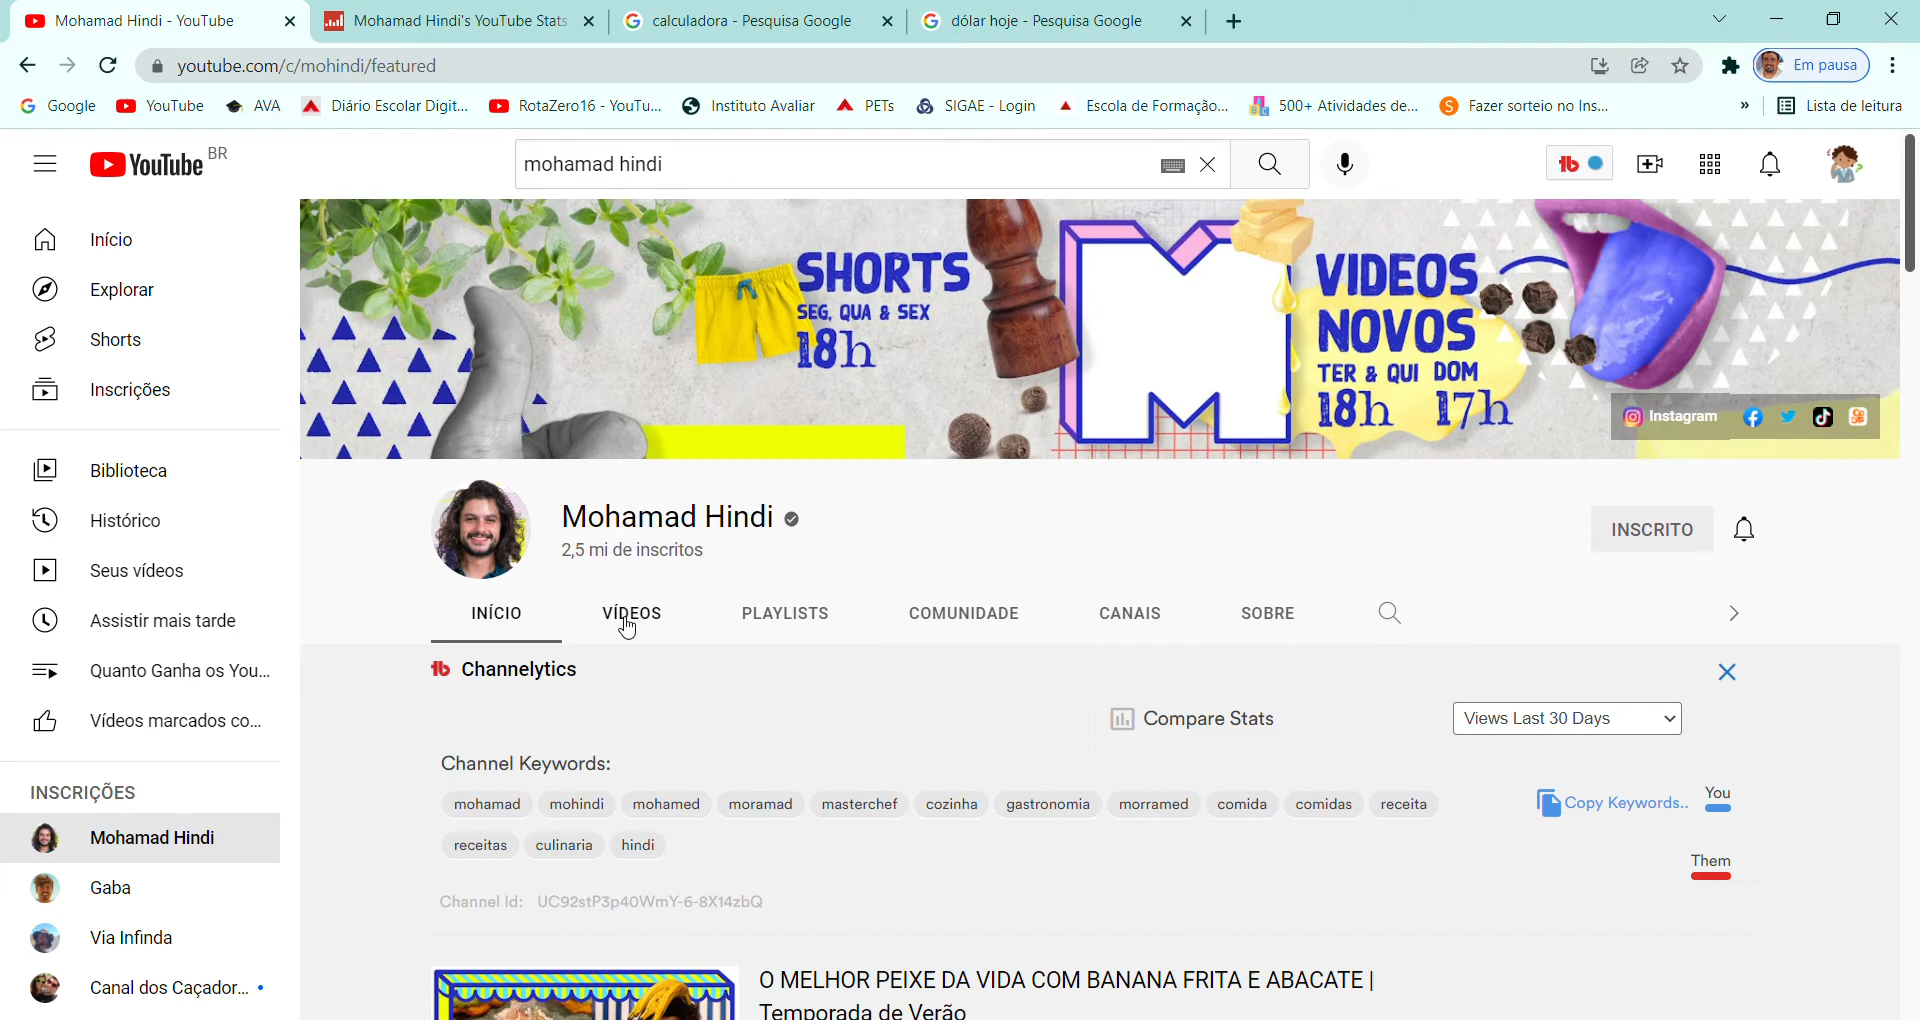 Mohamad Hindi - YouTube
Mohamad Hindi's YouTube Stats
calculadora - Pesquisa Google
dólar hoje - Pesquisa Google
youtube.com/c/mohindi/featured
Em pausa
Google
YouTube
AVA
Diário Escolar Digit...
RotaZero16 - YouTu...
Instituto Avaliar
PETs
SIGAE - Login
Escola de Formação...
500+ Atividades de...
Fazer sorteio no Ins...
»
Lista de leitura
YouTube BR
mohamad hindi
Início
Explorar
Shorts
Inscrições
Biblioteca
Histórico
Seus vídeos
Assistir mais tarde
Quanto Ganha os You...
Vídeos marcados co...
INSCRIÇÕES
Mohamad Hindi
Gaba
Via Infinda
Canal dos Caçador...
SHORTS
SEG, QUA & SEX
18h
M
VIDEOS
NOVOS
TER & QUI DOM
18h 17h
Instagram
Mohamad Hindi
2,5 mi de inscritos
INSCRITO
INÍCIO
VÍDEOS
PLAYLISTS
COMUNIDADE
CANAIS
SOBRE
Channelytics
Compare Stats
Views Last 30 Days
Channel Keywords:
mohamad mohindi mohamed moramad masterchef cozinha gastronomia morramed comida comidas receita
receitas culinaria hindi
Copy Keywords..
You
Them
Channel Id: UC92stP3p40WmY-6-8X14zbQ
O MELHOR PEIXE DA VIDA COM BANANA FRITA E ABACATE |
Temporada de Verão